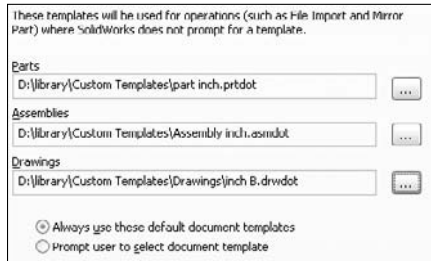 These templates will be used for operations (such as File Import and Mirror
Part) where SolidWorks does not prompt for a template.
Parts
D:\library\Custom Templates\part inch.prtdot
...
Assemblies
D:\library\Custom Templates\Assembly inch.asmdot
...
Drawings
D:\library\Custom Templates\Drawings\inch B.drwdot
...
Always use these default document templates
Prompt user to select document template